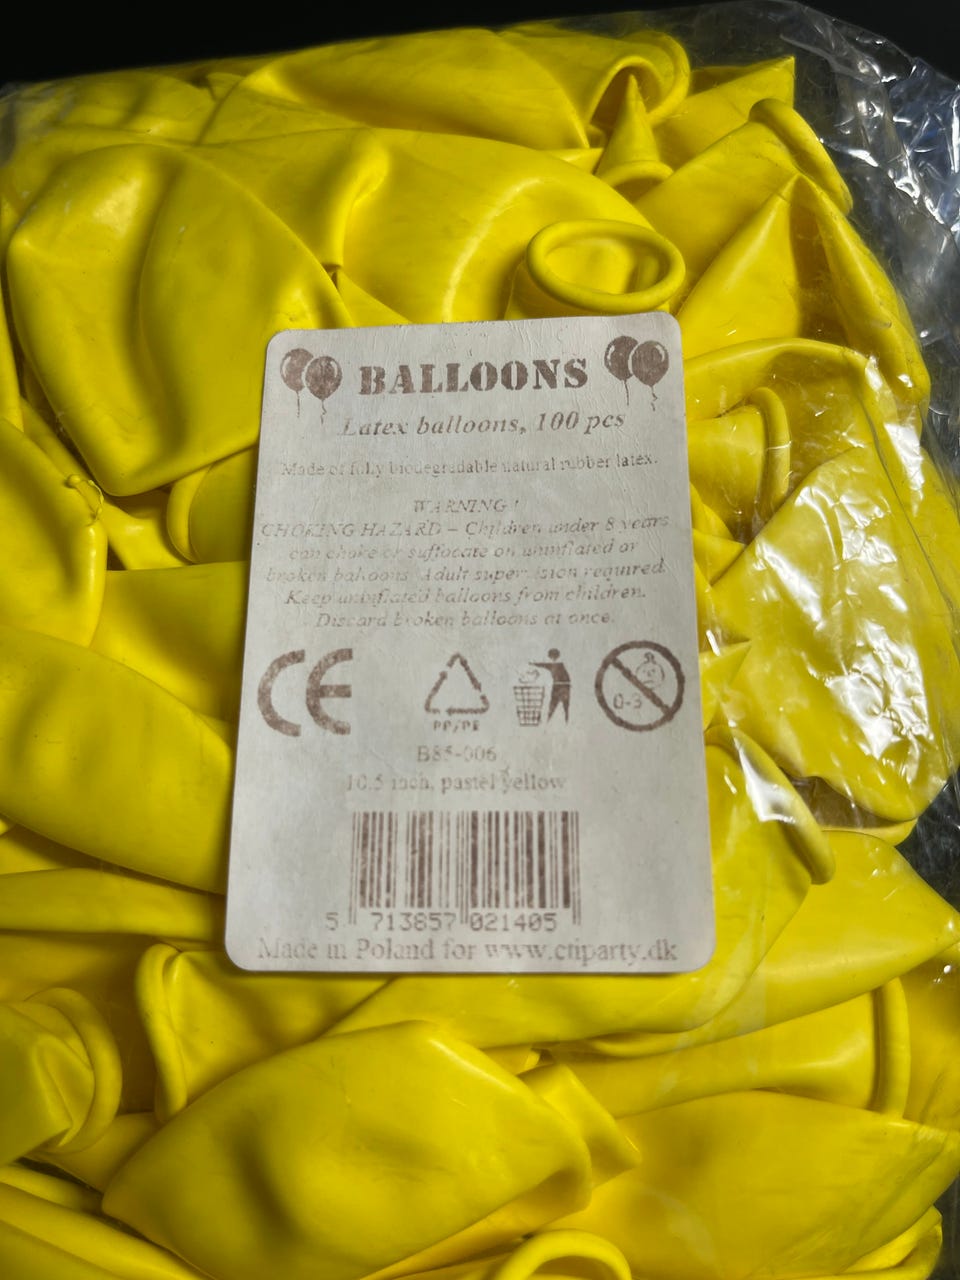 BALLOONS
Latex balloons, 100 pcs
Made of fully biodegradable natural rubber latex.
WARNING !
CHOKING HAZARD – Children under 8 years
can choke or suffocate on uninflated or
broken balloons. Adult supervision required.
Keep uninflated balloons from children.
Discard broken balloons at once.
CE
PP/PE
0-3
B85-006
10.5 inch, pastel yellow
5 713857 021405
Made in Poland for www.ctiparty.dk